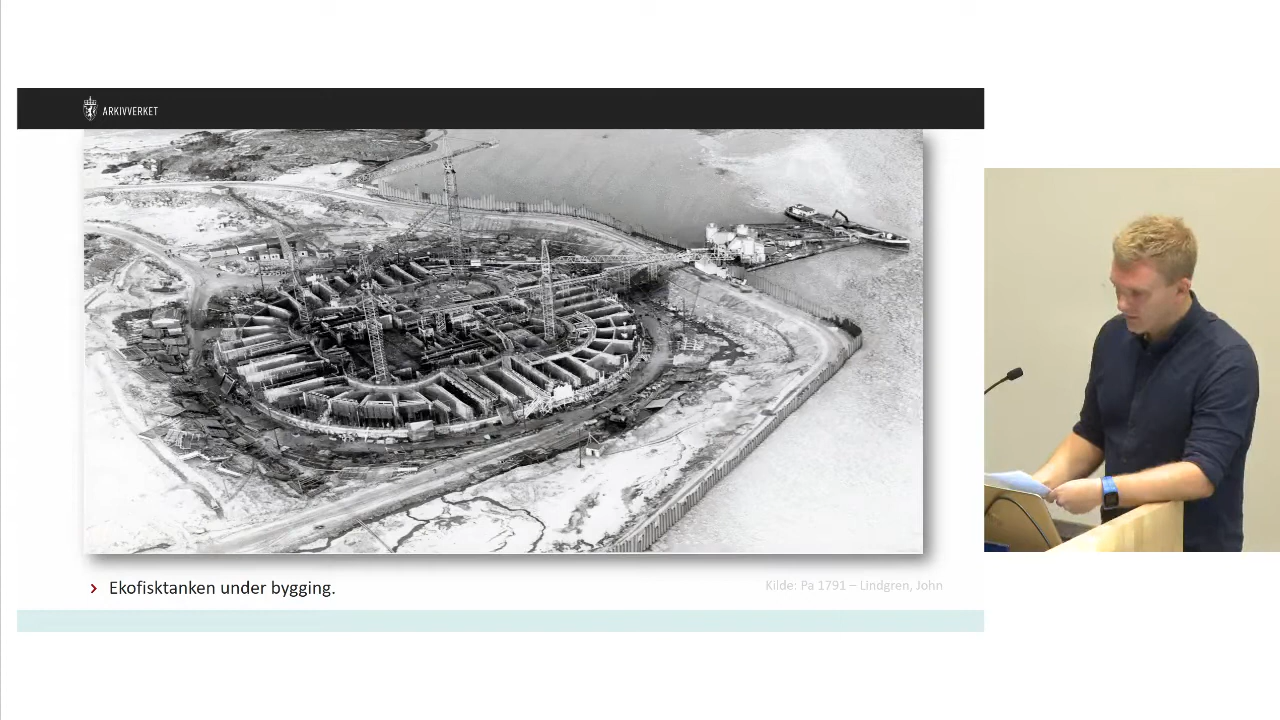 ARKIVVERKET
Ekofisktanken under bygging.
Kilde: Pa 1791 – Lindgren, John